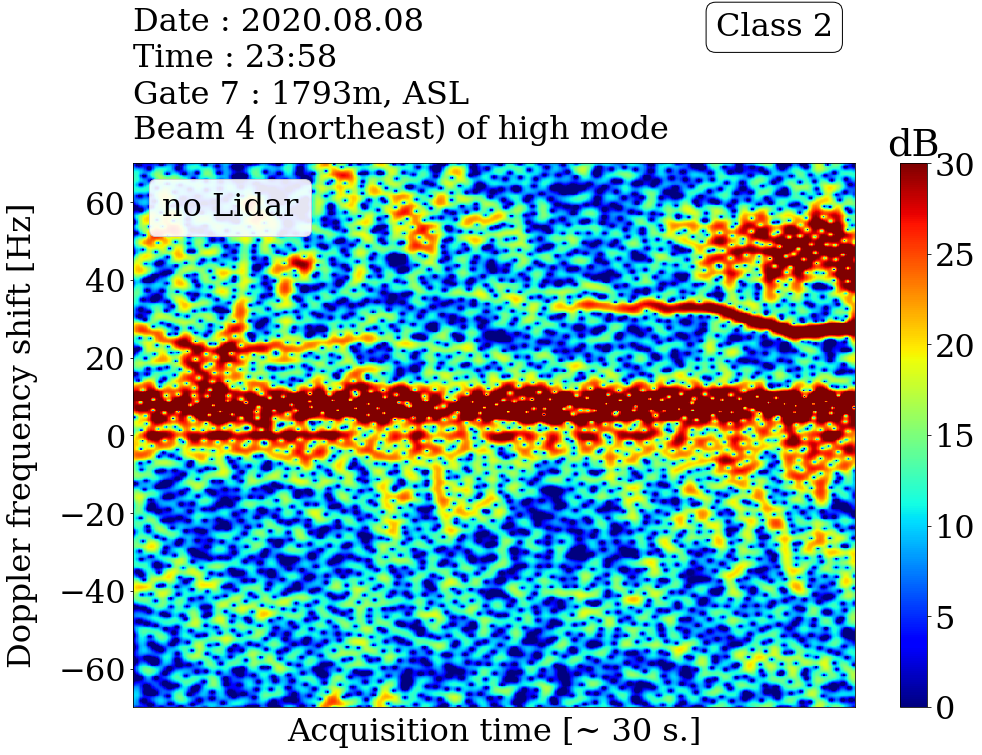 Date : 2020.08.08
Time : 23:58
Gate 7 : 1793m, ASL
Beam 4 (northeast) of high mode
Class 2
dB
no Lidar
Doppler frequency shift [Hz]
60
40
20
0
−20
−40
−60
30
25
20
15
10
5
0
Acquisition time [~ 30 s.]